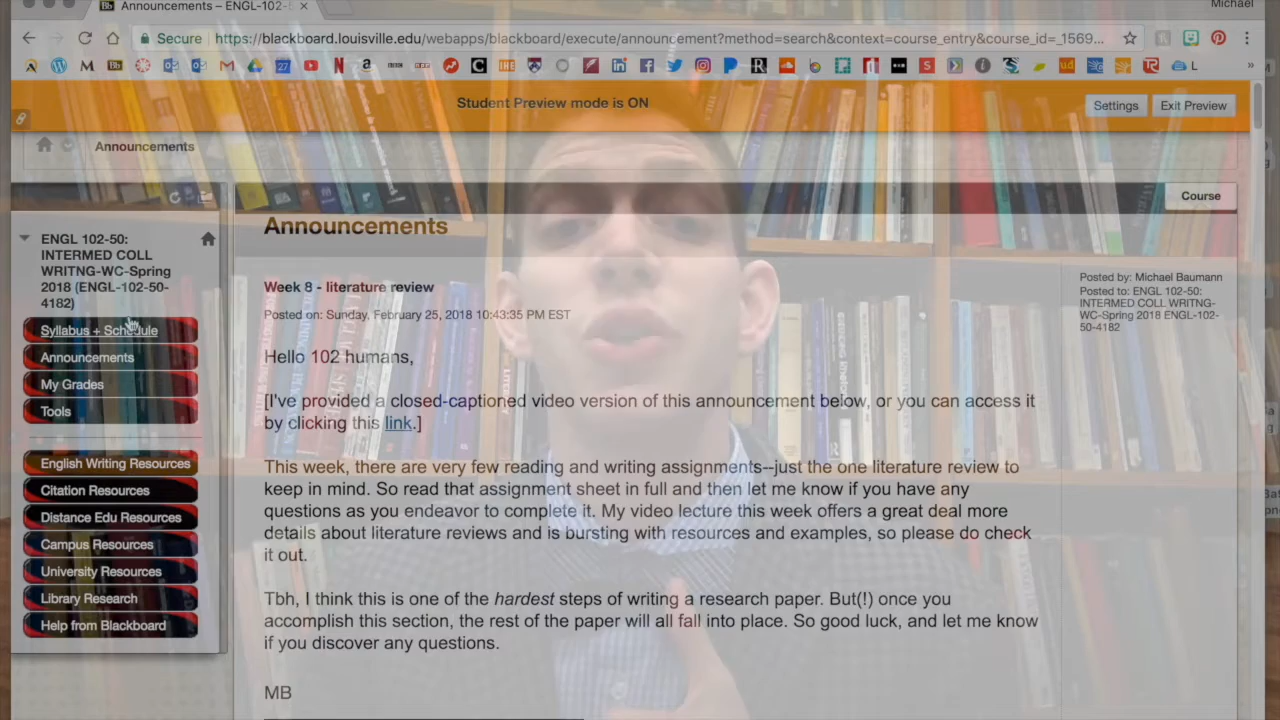 Announcements – ENGL-102-5
Michael
Secure
https://blackboard.louisville.edu/webapps/blackboard/execute/announcement?method=search&context=course_entry&course_id=_1569...
Student Preview mode is ON
Settings
Exit Preview
Announcements
Course
ENGL 102-50:
INTERMED COLL
WRITNG-WC-Spring
2018 (ENGL-102-50-
4182)
Syllabus + Schedule
Announcements
My Grades
Tools
English Writing Resources
Citation Resources
Distance Edu Resources
Campus Resources
University Resources
Library Research
Help from Blackboard
Announcements
Week 8 - literature review
Posted on: Sunday, February 25, 2018 10:43:35 PM EST
Hello 102 humans,
[I've provided a closed-captioned video version of this announcement below, or you can access it
by clicking this link.]
This week, there are very few reading and writing assignments--just the one literature review to
keep in mind. So read that assignment sheet in full and then let me know if you have any
questions as you endeavor to complete it. My video lecture this week offers a great deal more
details about literature reviews and is bursting with resources and examples, so please do check
it out.
Tbh, I think this is one of the hardest steps of writing a research paper. But(!) once you
accomplish this section, the rest of the paper will all fall into place. So good luck, and let me know
if you discover any questions.
MB
Posted by: Michael Baumann
Posted to: ENGL 102-50:
INTERMED COLL WRITNG-
WC-Spring 2018 ENGL-102-
50-4182